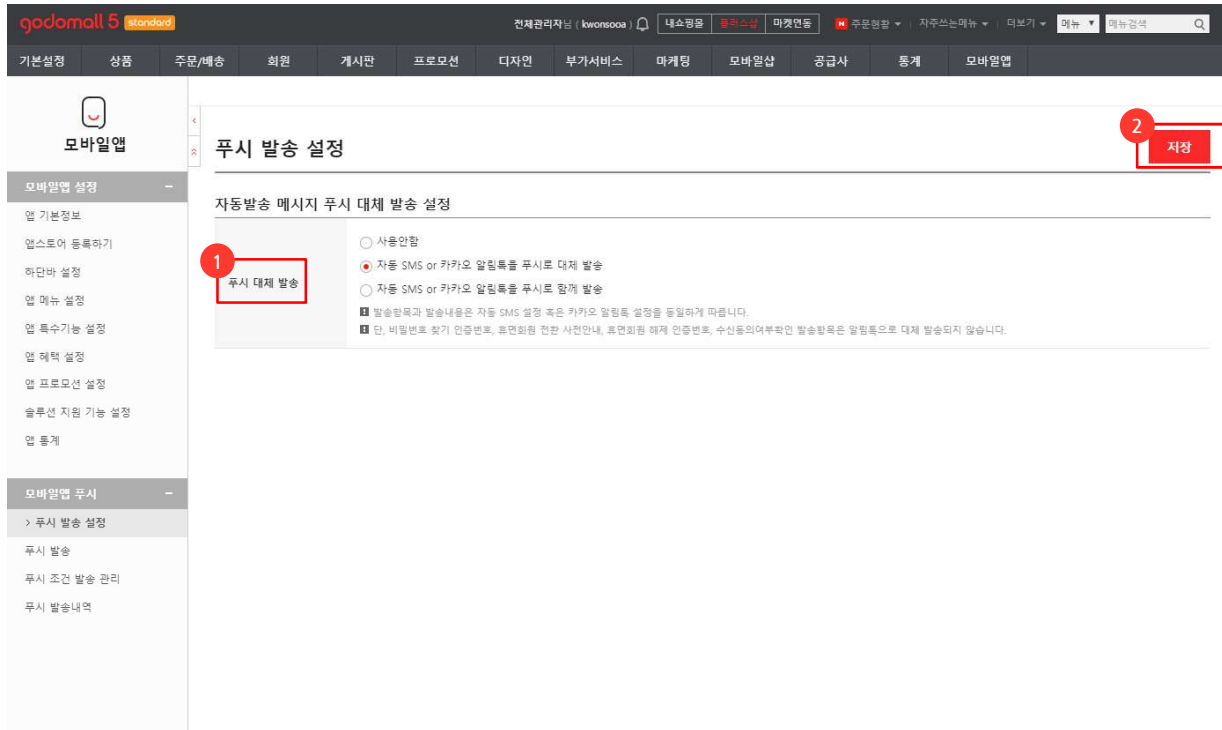 godomall 5 standard
전체관리자님 ( kwonsooa ) 내쇼핑몰 플러스샵 마켓연동 N 주문현황 ▼ | 자주쓰는메뉴 ▼ | 더보기 ▼ 메뉴 ▼ 메뉴검색
기본설정 상품 주문/배송 회원 게시판 프로모션 디자인 부가서비스 마케팅 모바일샵 공급사 통계 모바일앱
모바일앱
모바일앱 설정 −
앱 기본정보
앱스토어 등록하기
하단바 설정
앱 메뉴 설정
앱 특수기능 설정
앱 혜택 설정
앱 프로모션 설정
솔루션 지원 기능 설정
앱 통계
모바일앱 푸시 −
> 푸시 발송 설정
푸시 발송
푸시 조건 발송 관리
푸시 발송내역
푸시 발송 설정
2
저장
자동발송 메시지 푸시 대체 발송 설정
1
푸시 대체 발송
사용안함
자동 SMS or 카카오 알림톡을 푸시로 대체 발송
자동 SMS or 카카오 알림톡을 푸시로 함께 발송
발송항목과 발송내용은 자동 SMS 설정 혹은 카카오 알림톡 설정을 동일하게 따릅니다.
단, 비밀번호 찾기 인증번호, 휴면회원 전환 사전안내, 휴면회원 해제 인증번호, 수신동의여부확인 발송항목은 알림톡으로 대체 발송되지 않습니다.